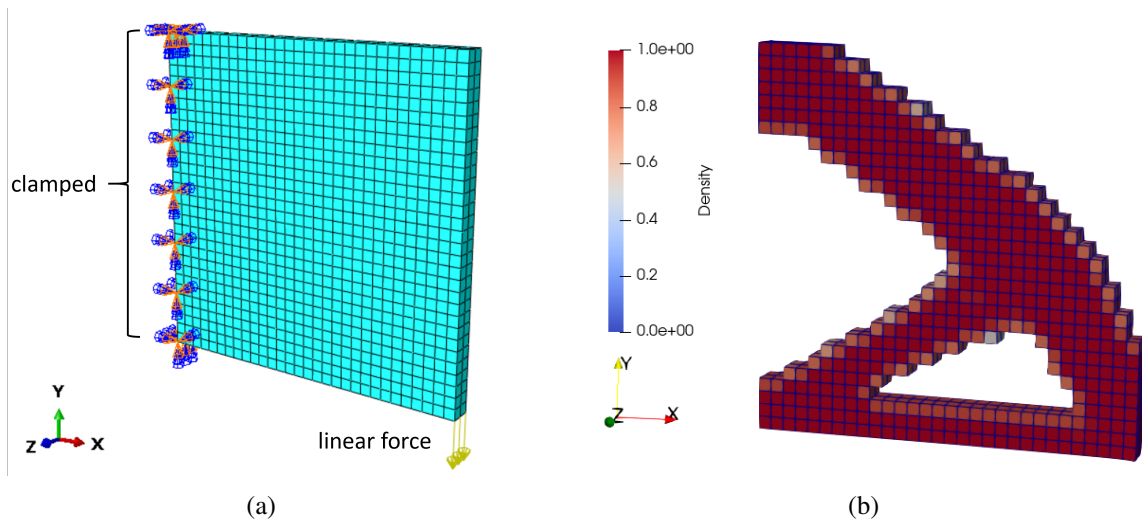 clamped
linear force
Y
Z
X
(a)
1.0e+00
0.8
0.6
0.4
0.2
0.0e+00
Density
Y
Z
X
(b)